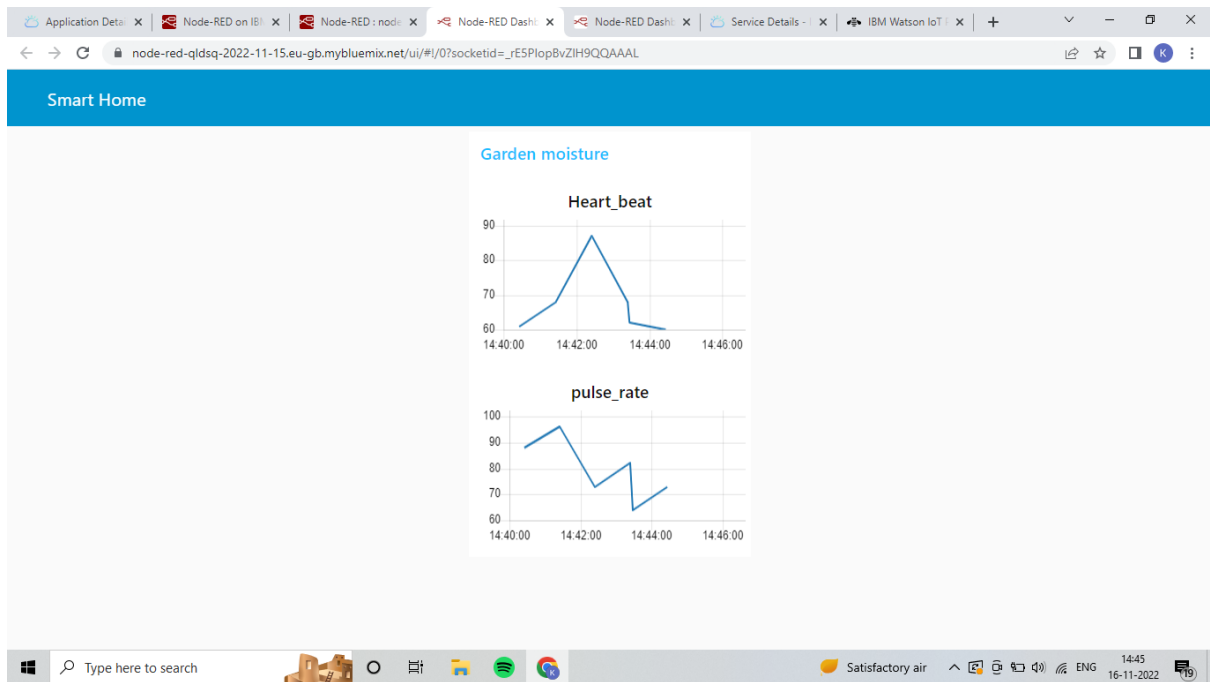 Application Detai
Node-RED on IBM
Node-RED : node
Node-RED Dashb
Node-RED Dashb
Service Details - I
IBM Watson IoT P
node-red-qldsq-2022-11-15.eu-gb.mybluemix.net/ui/#!/0?socketid=_rE5PIopBvZIH9QQAAAL
K
Smart Home
Garden moisture
Heart_beat
90
80
70
60
14:40:00 14:42:00 14:44:00 14:46:00
pulse_rate
100
90
80
70
60
14:40:00 14:42:00 14:44:00 14:46:00
Type here to search
K
Satisfactory air
ENG
14:45
16-11-2022
19